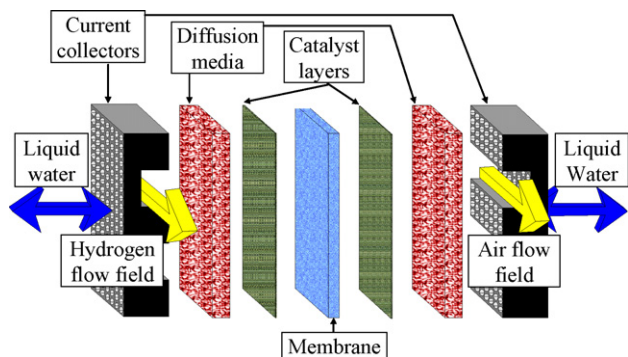 Current
collectors
Diffusion
media
Catalyst
layers
Liquid
water
Liquid
Water
Hydrogen
flow field
Air flow
field
Membrane